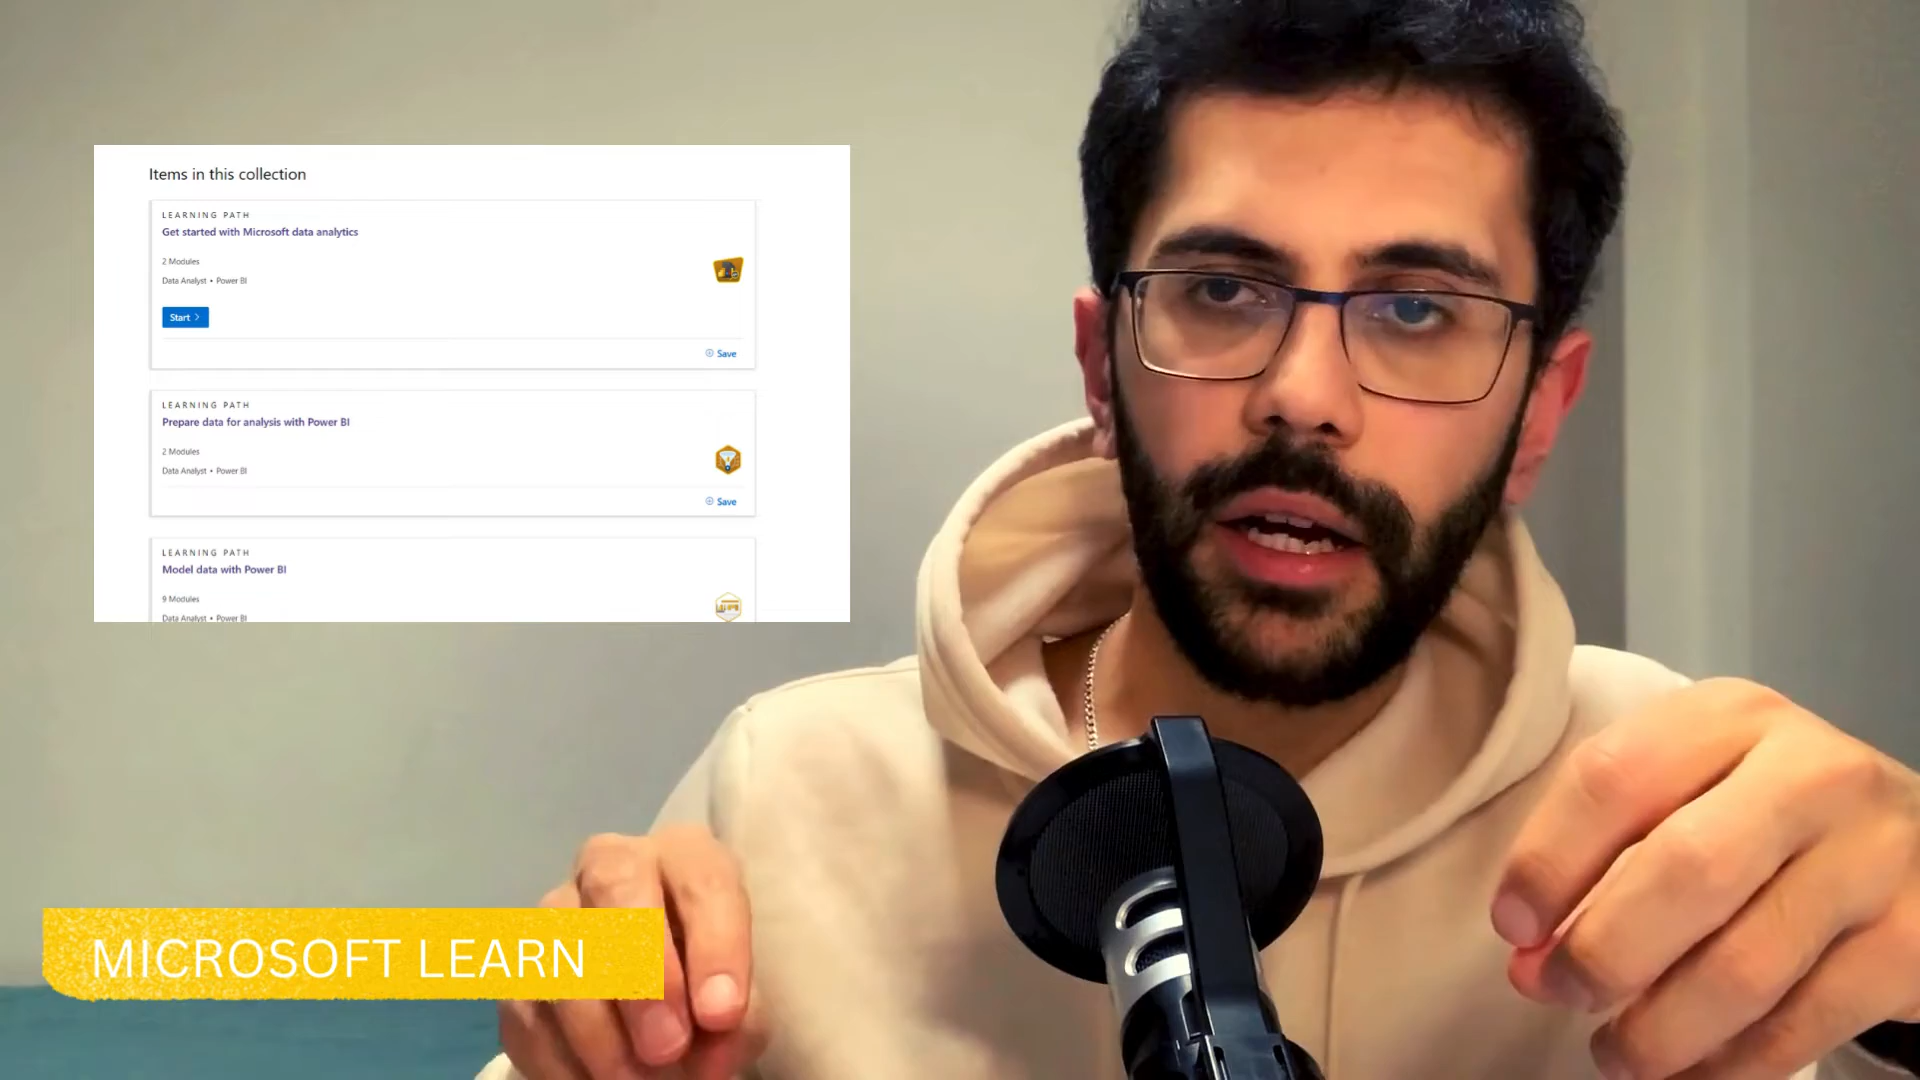 Items in this collection
LEARNING PATH
Get started with Microsoft data analytics
2 Modules
Data Analyst • Power BI
Start >
Save
LEARNING PATH
Prepare data for analysis with Power BI
2 Modules
Data Analyst • Power BI
Save
LEARNING PATH
Model data with Power BI
9 Modules
Data Analyst • Power BI
MICROSOFT LEARN